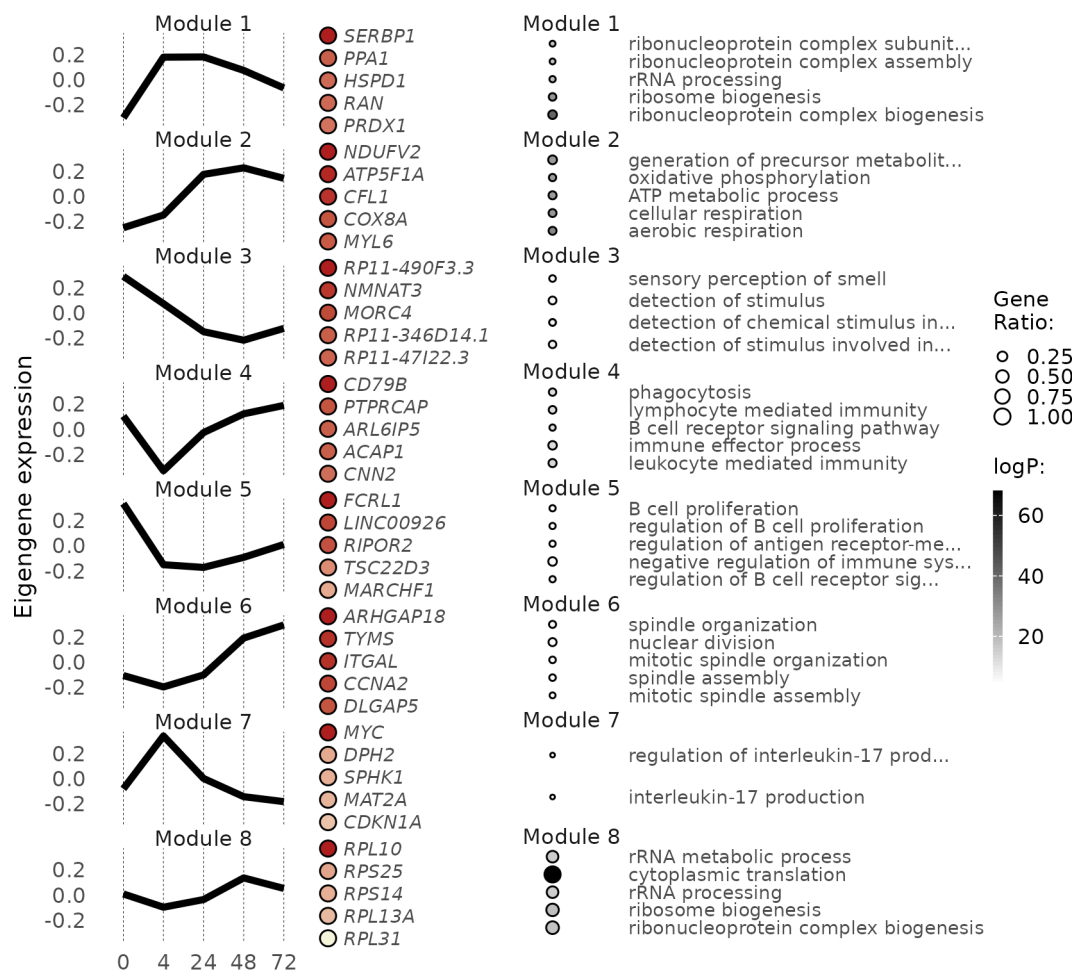 Eigengene expression
Module 1
0.2
0.0
-0.2
SERBP1
PPA1
HSPD1
RAN
PRDX1
Module 1
ribonucleoprotein complex subunit...
ribonucleoprotein complex assembly
rRNA processing
ribosome biogenesis
ribonucleoprotein complex biogenesis
Module 2
0.2
0.0
-0.2
NDUFV2
ATP5F1A
CFL1
COX8A
MYL6
Module 2
generation of precursor metabolit...
oxidative phosphorylation
ATP metabolic process
cellular respiration
aerobic respiration
Module 3
0.2
0.0
-0.2
RP11-490F3.3
NMNAT3
MORC4
RP11-346D14.1
RP11-47I22.3
Module 3
sensory perception of smell
detection of stimulus
detection of chemical stimulus in...
detection of stimulus involved in...
Module 4
0.2
0.0
-0.2
CD79B
PTPRCAP
ARL6IP5
ACAP1
CNN2
Module 4
phagocytosis
lymphocyte mediated immunity
B cell receptor signaling pathway
immune effector process
leukocyte mediated immunity
Module 5
0.2
0.0
-0.2
FCRL1
LINC00926
RIPOR2
TSC22D3
MARCHF1
Module 5
B cell proliferation
regulation of B cell proliferation
regulation of antigen receptor-me...
negative regulation of immune sys...
regulation of B cell receptor sig...
Module 6
0.2
0.0
-0.2
ARHGAP18
TYMS
ITGAL
CCNA2
DLGAP5
Module 6
spindle organization
nuclear division
mitotic spindle organization
spindle assembly
mitotic spindle assembly
Module 7
0.2
0.0
-0.2
MYC
DPH2
SPHK1
MAT2A
CDKN1A
Module 7
regulation of interleukin-17 prod...
interleukin-17 production
Module 8
0.2
0.0
-0.2
RPL10
RPS25
RPS14
RPL13A
RPL31
Module 8
rRNA metabolic process
cytoplasmic translation
rRNA processing
ribosome biogenesis
ribonucleoprotein complex biogenesis
0 4 24 48 72
Gene
Ratio:
0.25
0.50
0.75
1.00
logP:
60
40
20